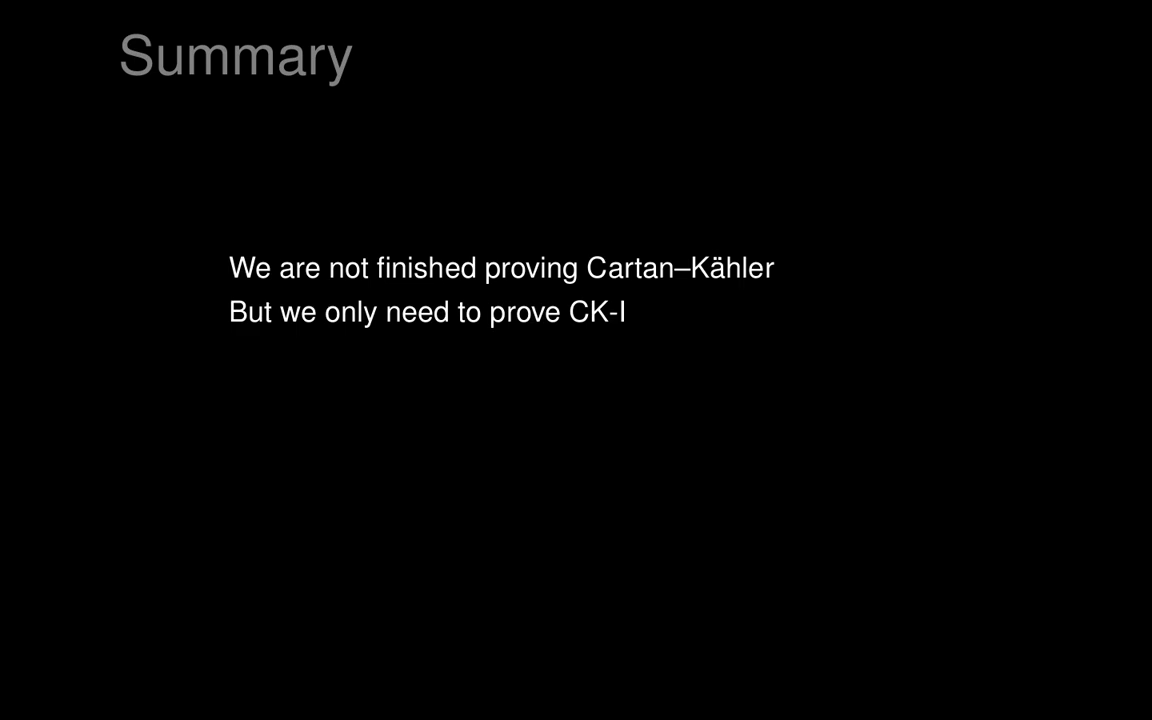 Summary
We are not finished proving Cartan–Kähler
But we only need to prove CK-I